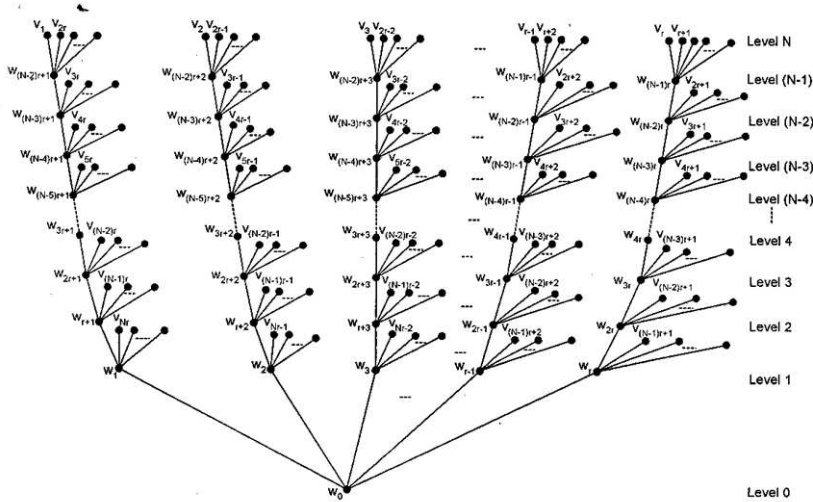 V1 V2r V2 V2r-1 V3 V2r-2 Vr-1 Vr+2 Vr Vr+1 Level N
W(N-2)r+1 V3r W(N-2)r+2 V3r-1 W(N-2)r+3 V3r-2 W(N-1)r-1 V2r+2 W(N-1)r V2r+1 Level (N-1)
W(N-3)r+1 V4r W(N-3)r+2 V4r-1 W(N-3)r+3 V4r-2 W(N-2)r-1 V3r+2 W(N-2)r V3r+1 Level (N-2)
W(N-4)r+1 V5r W(N-4)r+2 V5r-1 W(N-4)r+3 V5r-2 W(N-3)r-1 V4r+2 W(N-3)r V4r+1 Level (N-3)
W(N-5)r+1 W(N-5)r+2 W(N-5)r+3 W(N-4)r-1 W(N-4)r Level (N-4)
W3r+1 V(N-2)r W3r+2 V(N-2)r-1 W3r+3 V(N-2)r-2 W4r-1 V(N-3)r+2 W4r V(N-3)r+1 Level 4
W2r+1 V(N-1)r W2r+2 V(N-1)r-1 W2r+3 V(N-1)r-2 W3r-1 V(N-2)r+2 W3r V(N-2)r+1 Level 3
Wr+1 VNr Wr+2 VNr-1 Wr+3 VNr-2 W2r-1 V(N-1)r+2 W2r V(N-1)r+1 Level 2
W1 W2 W3 Wr-1 Wr Level 1
W0 Level 0